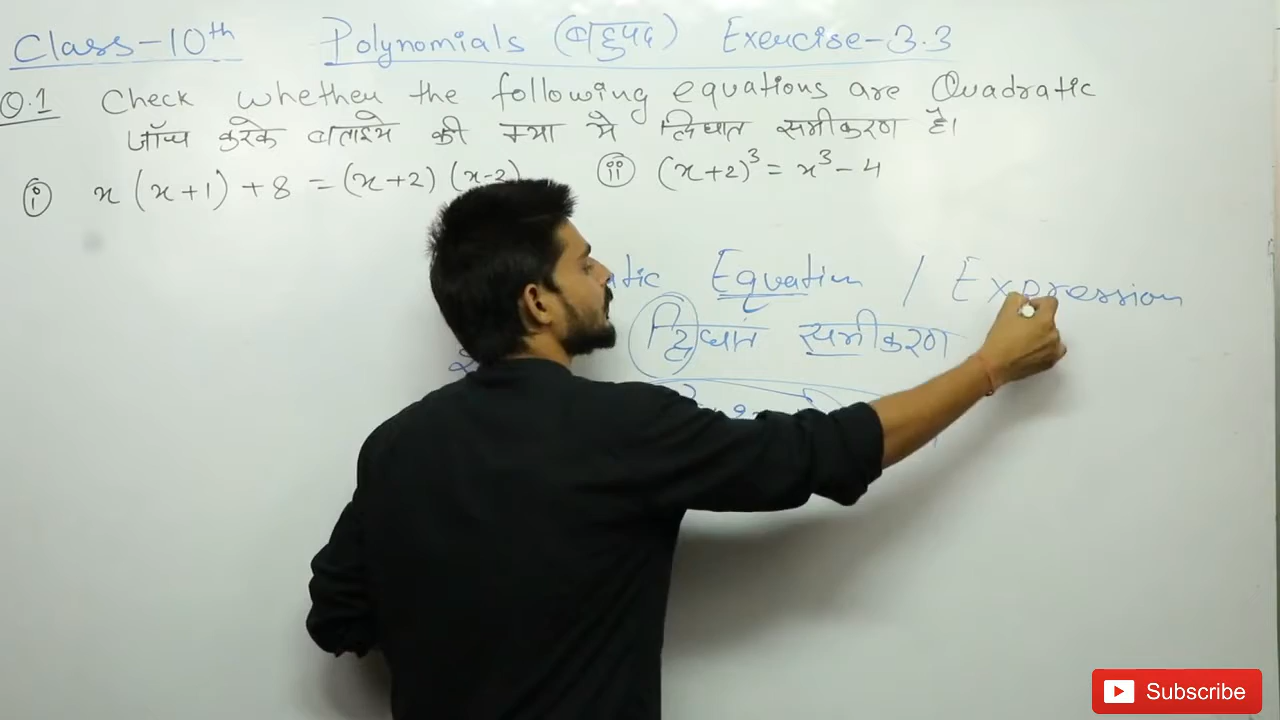 Class-10th Polynomials (बहुपद) Exercise-3.3
Q.1 Check whether the following equations are Quadratic
जाँच करके बताइये की क्या ये द्विघात समीकरण है।
(i) x(x+1)+8 = (x+2)(x-2) (ii) (x+2)³ = x³-4
Equation / Expression
द्विघात समीकरण
Subscribe